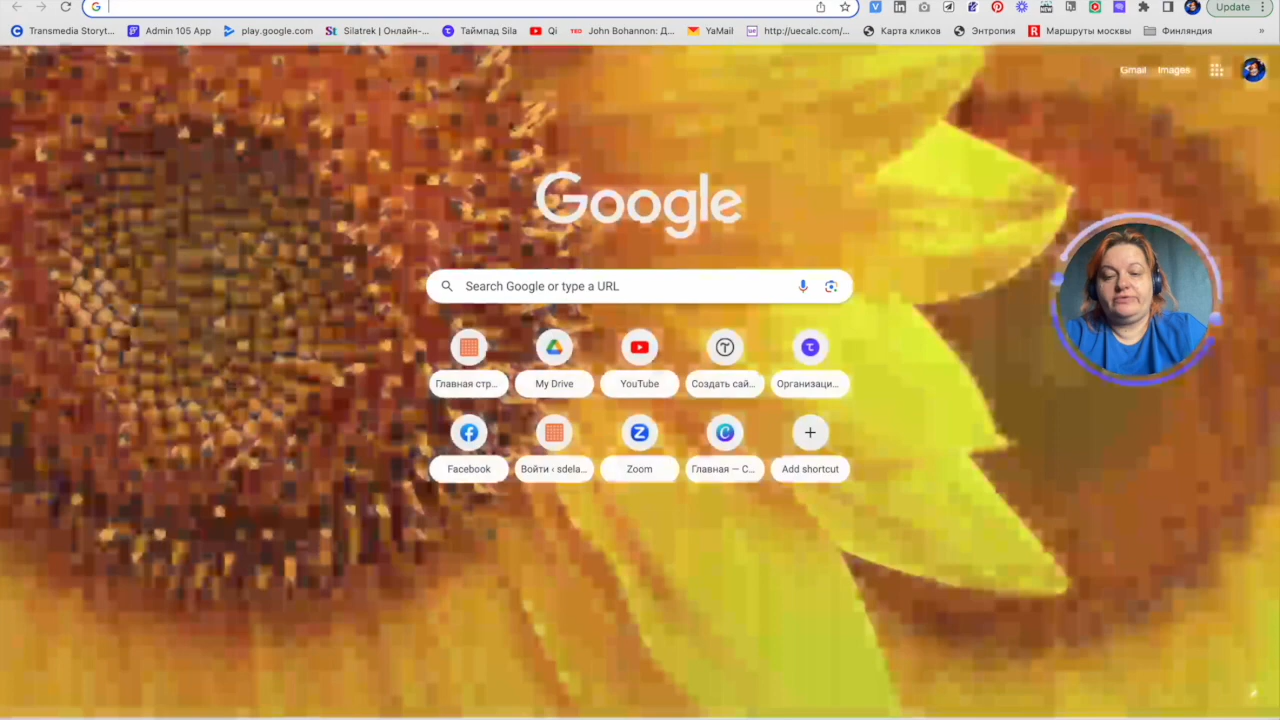 Update
Transmedia Storyt...
Admin 105 App
play.google.com
Silatrek | Онлайн-...
Таймпад Sila
Qi
TED John Bohannon: Д...
YaMail
http://uecalc.com/...
Карта кликов
Энтропия
Маршруты москвы
Финляндия
»
Gmail Images
Google
Search Google or type a URL
Главная стр...
My Drive
YouTube
Создать сай...
Организаци...
Facebook
Войти ‹ sdela...
Zoom
Главная — С...
Add shortcut